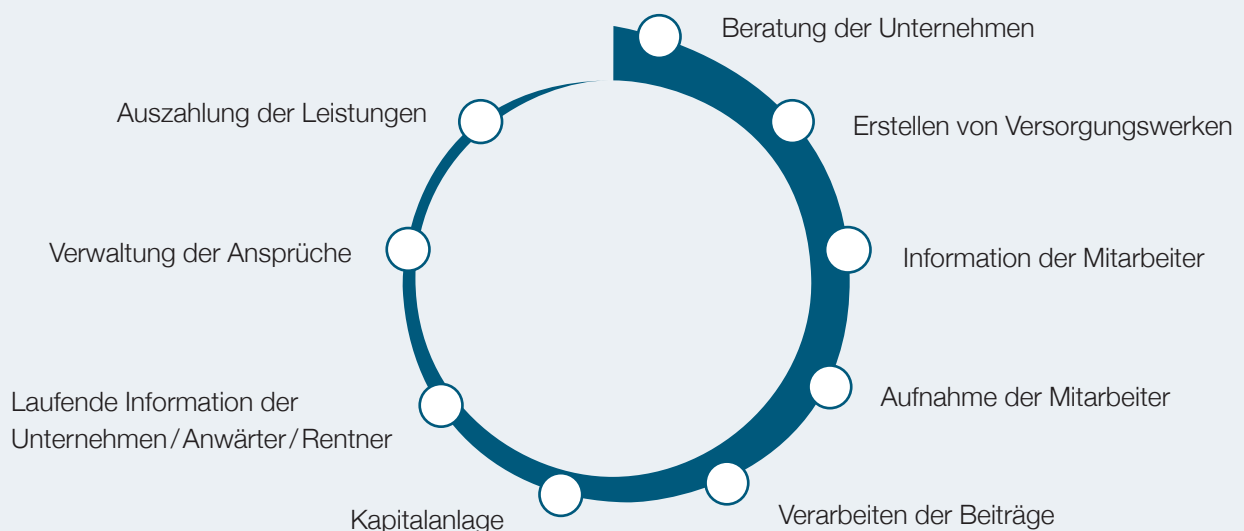 Beratung der Unternehmen
Erstellen von Versorgungswerken
Information der Mitarbeiter
Aufnahme der Mitarbeiter
Verarbeiten der Beiträge
Kapitalanlage
Laufende Information der
Unternehmen/Anwärter/Rentner
Verwaltung der Ansprüche
Auszahlung der Leistungen